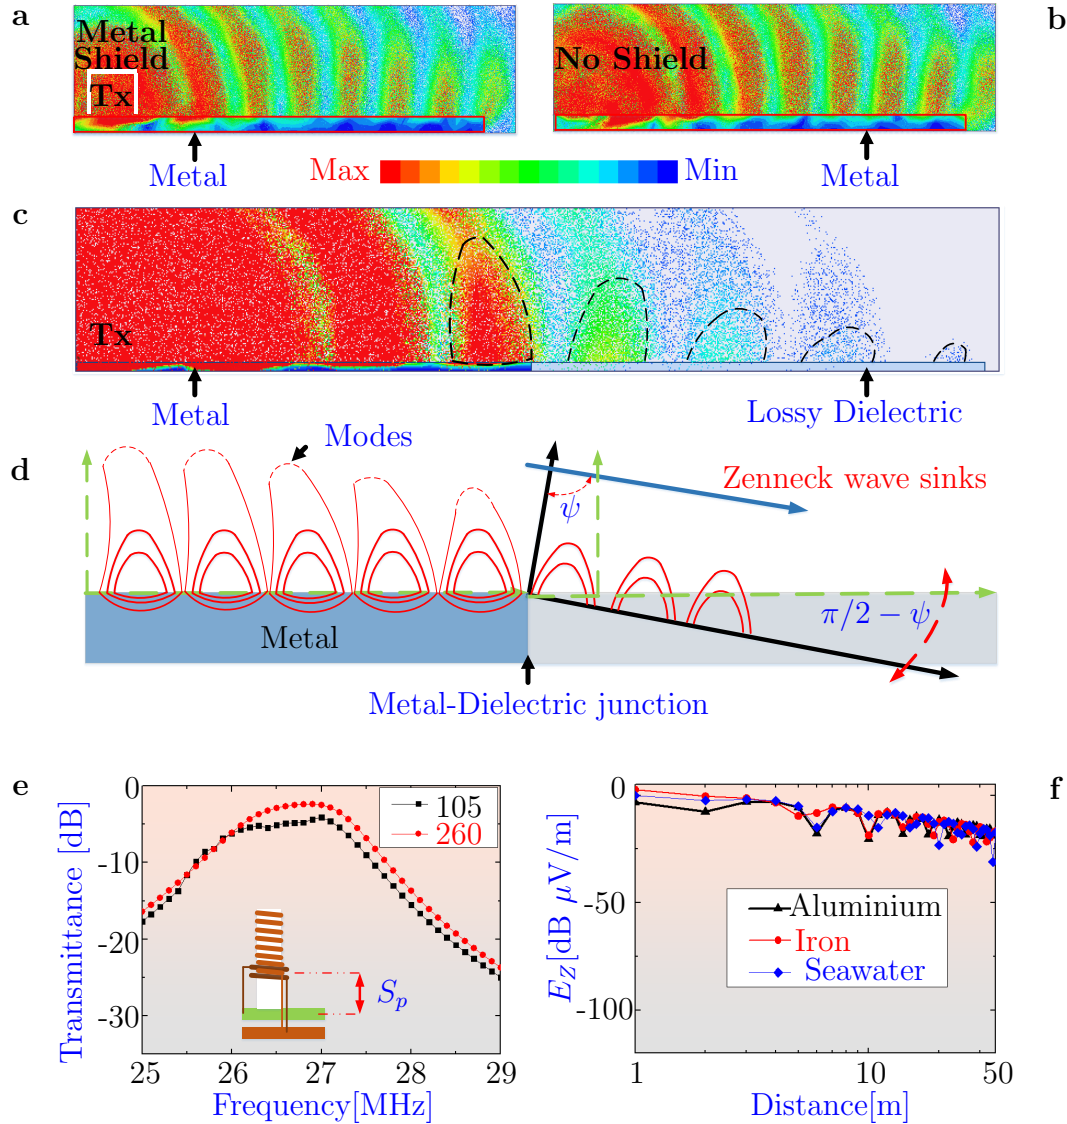 a
Metal
Shield
Tx
Metal
No Shield
b
Metal
Max
Min
c
Tx
Metal
Lossy Dielectric
d
Modes
ψ
Zenneck wave sinks
Metal
π/2 − ψ
Metal-Dielectric junction
e
Transmittance [dB]
0
-10
-20
-30
105
260
S_p
25 26 27 28 29
Frequency[MHz]
f
E_Z[dB μV/m]
0
-50
-100
Aluminium
Iron
Seawater
1 10 50
Distance[m]